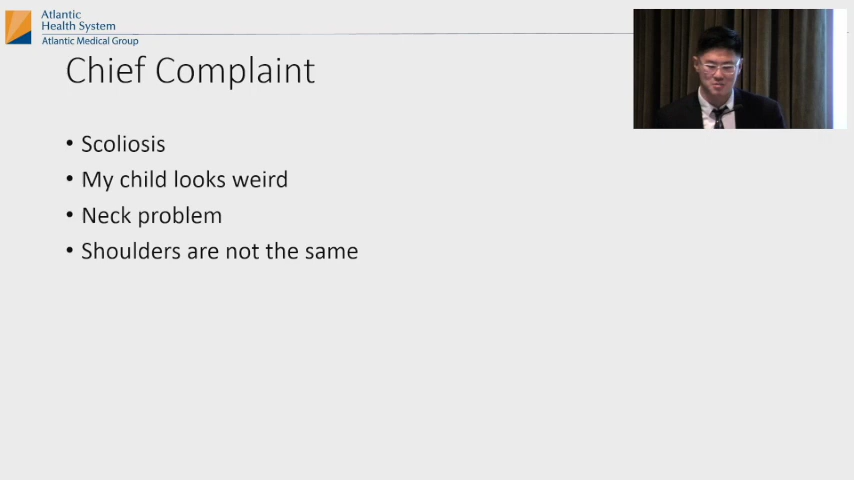 Atlantic
Health System
Atlantic Medical Group
Chief Complaint
• Scoliosis
• My child looks weird
• Neck problem
• Shoulders are not the same